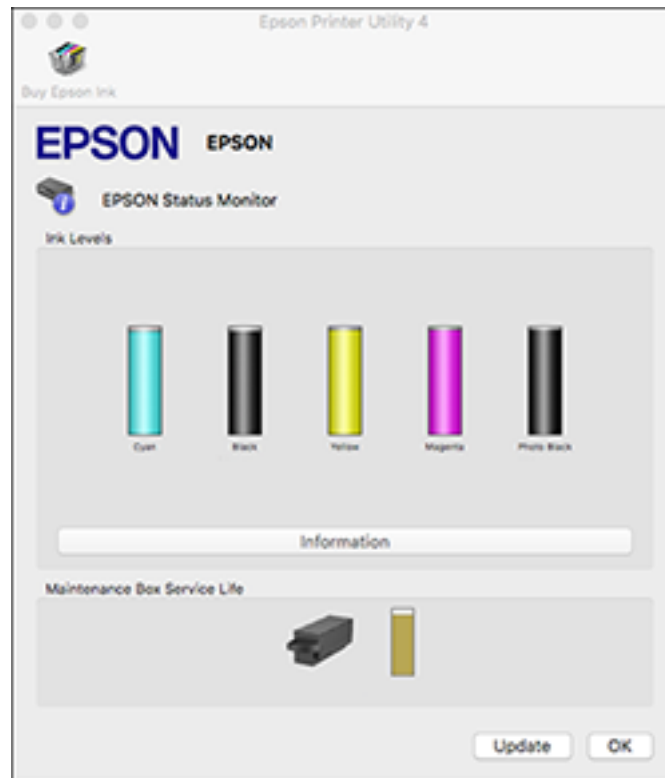 Epson Printer Utility 4
Buy Epson Ink
EPSON EPSON
EPSON Status Monitor
Ink Levels
Cyan Black Yellow Magenta Photo Black
Information
Maintenance Box Service Life
Update OK